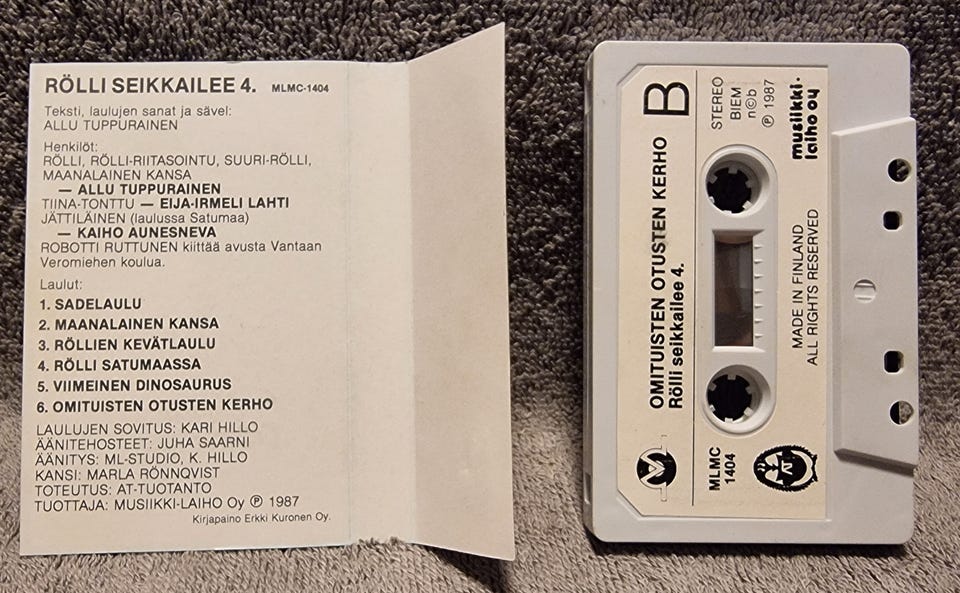 RÖLLI SEIKKAILEE 4. MLMC-1404
Teksti, laulujen sanat ja sävel:
ALLU TUPPURAINEN
Henkilöt:
RÖLLI, RÖLLI-RIITASOINTU, SUURI-RÖLLI,
MAANALAINEN KANSA
— ALLU TUPPURAINEN
TIINA-TONTTU — EIJA-IRMELI LAHTI
JÄTTILÄINEN (laulussa Satumaa)
— KAIHO AUNESNEVA
ROBOTTI RUTTUNEN kiittää avusta Vantaan
Veromiehen koulua.
Laulut:
1. SADELAULU
2. MAANALAINEN KANSA
3. RÖLLIEN KEVÄTLAULU
4. RÖLLI SATUMAASSA
5. VIIMEINEN DINOSAURUS
6. OMITUISTEN OTUSTEN KERHO
LAULUJEN SOVITUS: KARI HILLO
ÄÄNITEHOSTEET: JUHA SAARNI
ÄÄNITYS: ML-STUDIO, K. HILLO
KANSI: MARLA RÖNNQVIST
TOTEUTUS: AT-TUOTANTO
TUOTTAJA: MUSIIKKI-LAIHO Oy ℗ 1987
Kirjapaino Erkki Kuronen Oy.
OMITUISTEN OTUSTEN KERHO
Rölli seikkailee 4.
B
STEREO
BIEM
n©b
℗ 1987
musiikki-
laiho oy
MADE IN FINLAND
ALL RIGHTS RESERVED
MLMC
1404
AT